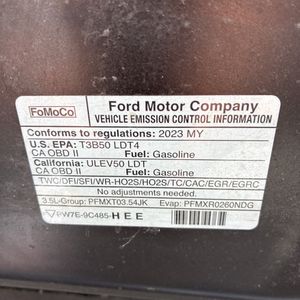 FoMoCo
Ford Motor Company
VEHICLE EMISSION CONTROL INFORMATION
Conforms to regulations: 2023 MY
U.S. EPA: T3B50 LDT4
CA OBD II Fuel: Gasoline
California: ULEV50 LDT
CA OBD II Fuel: Gasoline
TWC/DFI/SFI/WR-HO2S/HO2S/TC/CAC/EGR/EGRC
No adjustments needed.
3.5L-Group: PFMXT03.54JK Evap: PFMXR0260NDG
PW7E-9C485-HEE